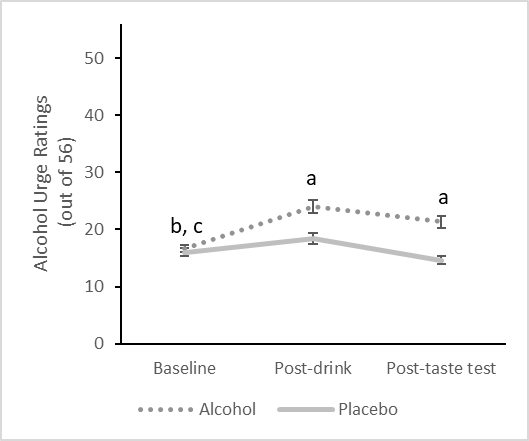 Alcohol Urge Ratings
(out of 56)
50
40
30
20
10
0
b, c
a
a
Baseline
Post-drink
Post-taste test
Alcohol
Placebo